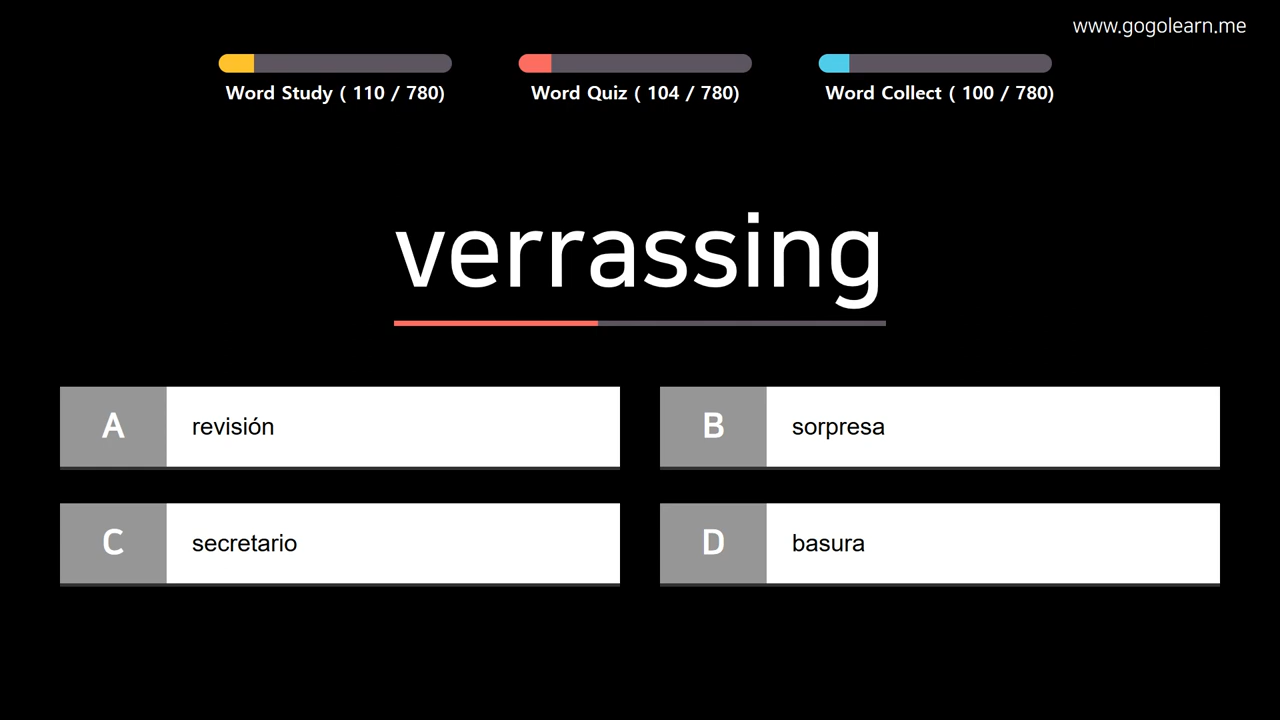 www.gogolearn.me
Word Study ( 110 / 780)
Word Quiz ( 104 / 780)
Word Collect ( 100 / 780)
verrassing
A revisión
B sorpresa
C secretario
D basura